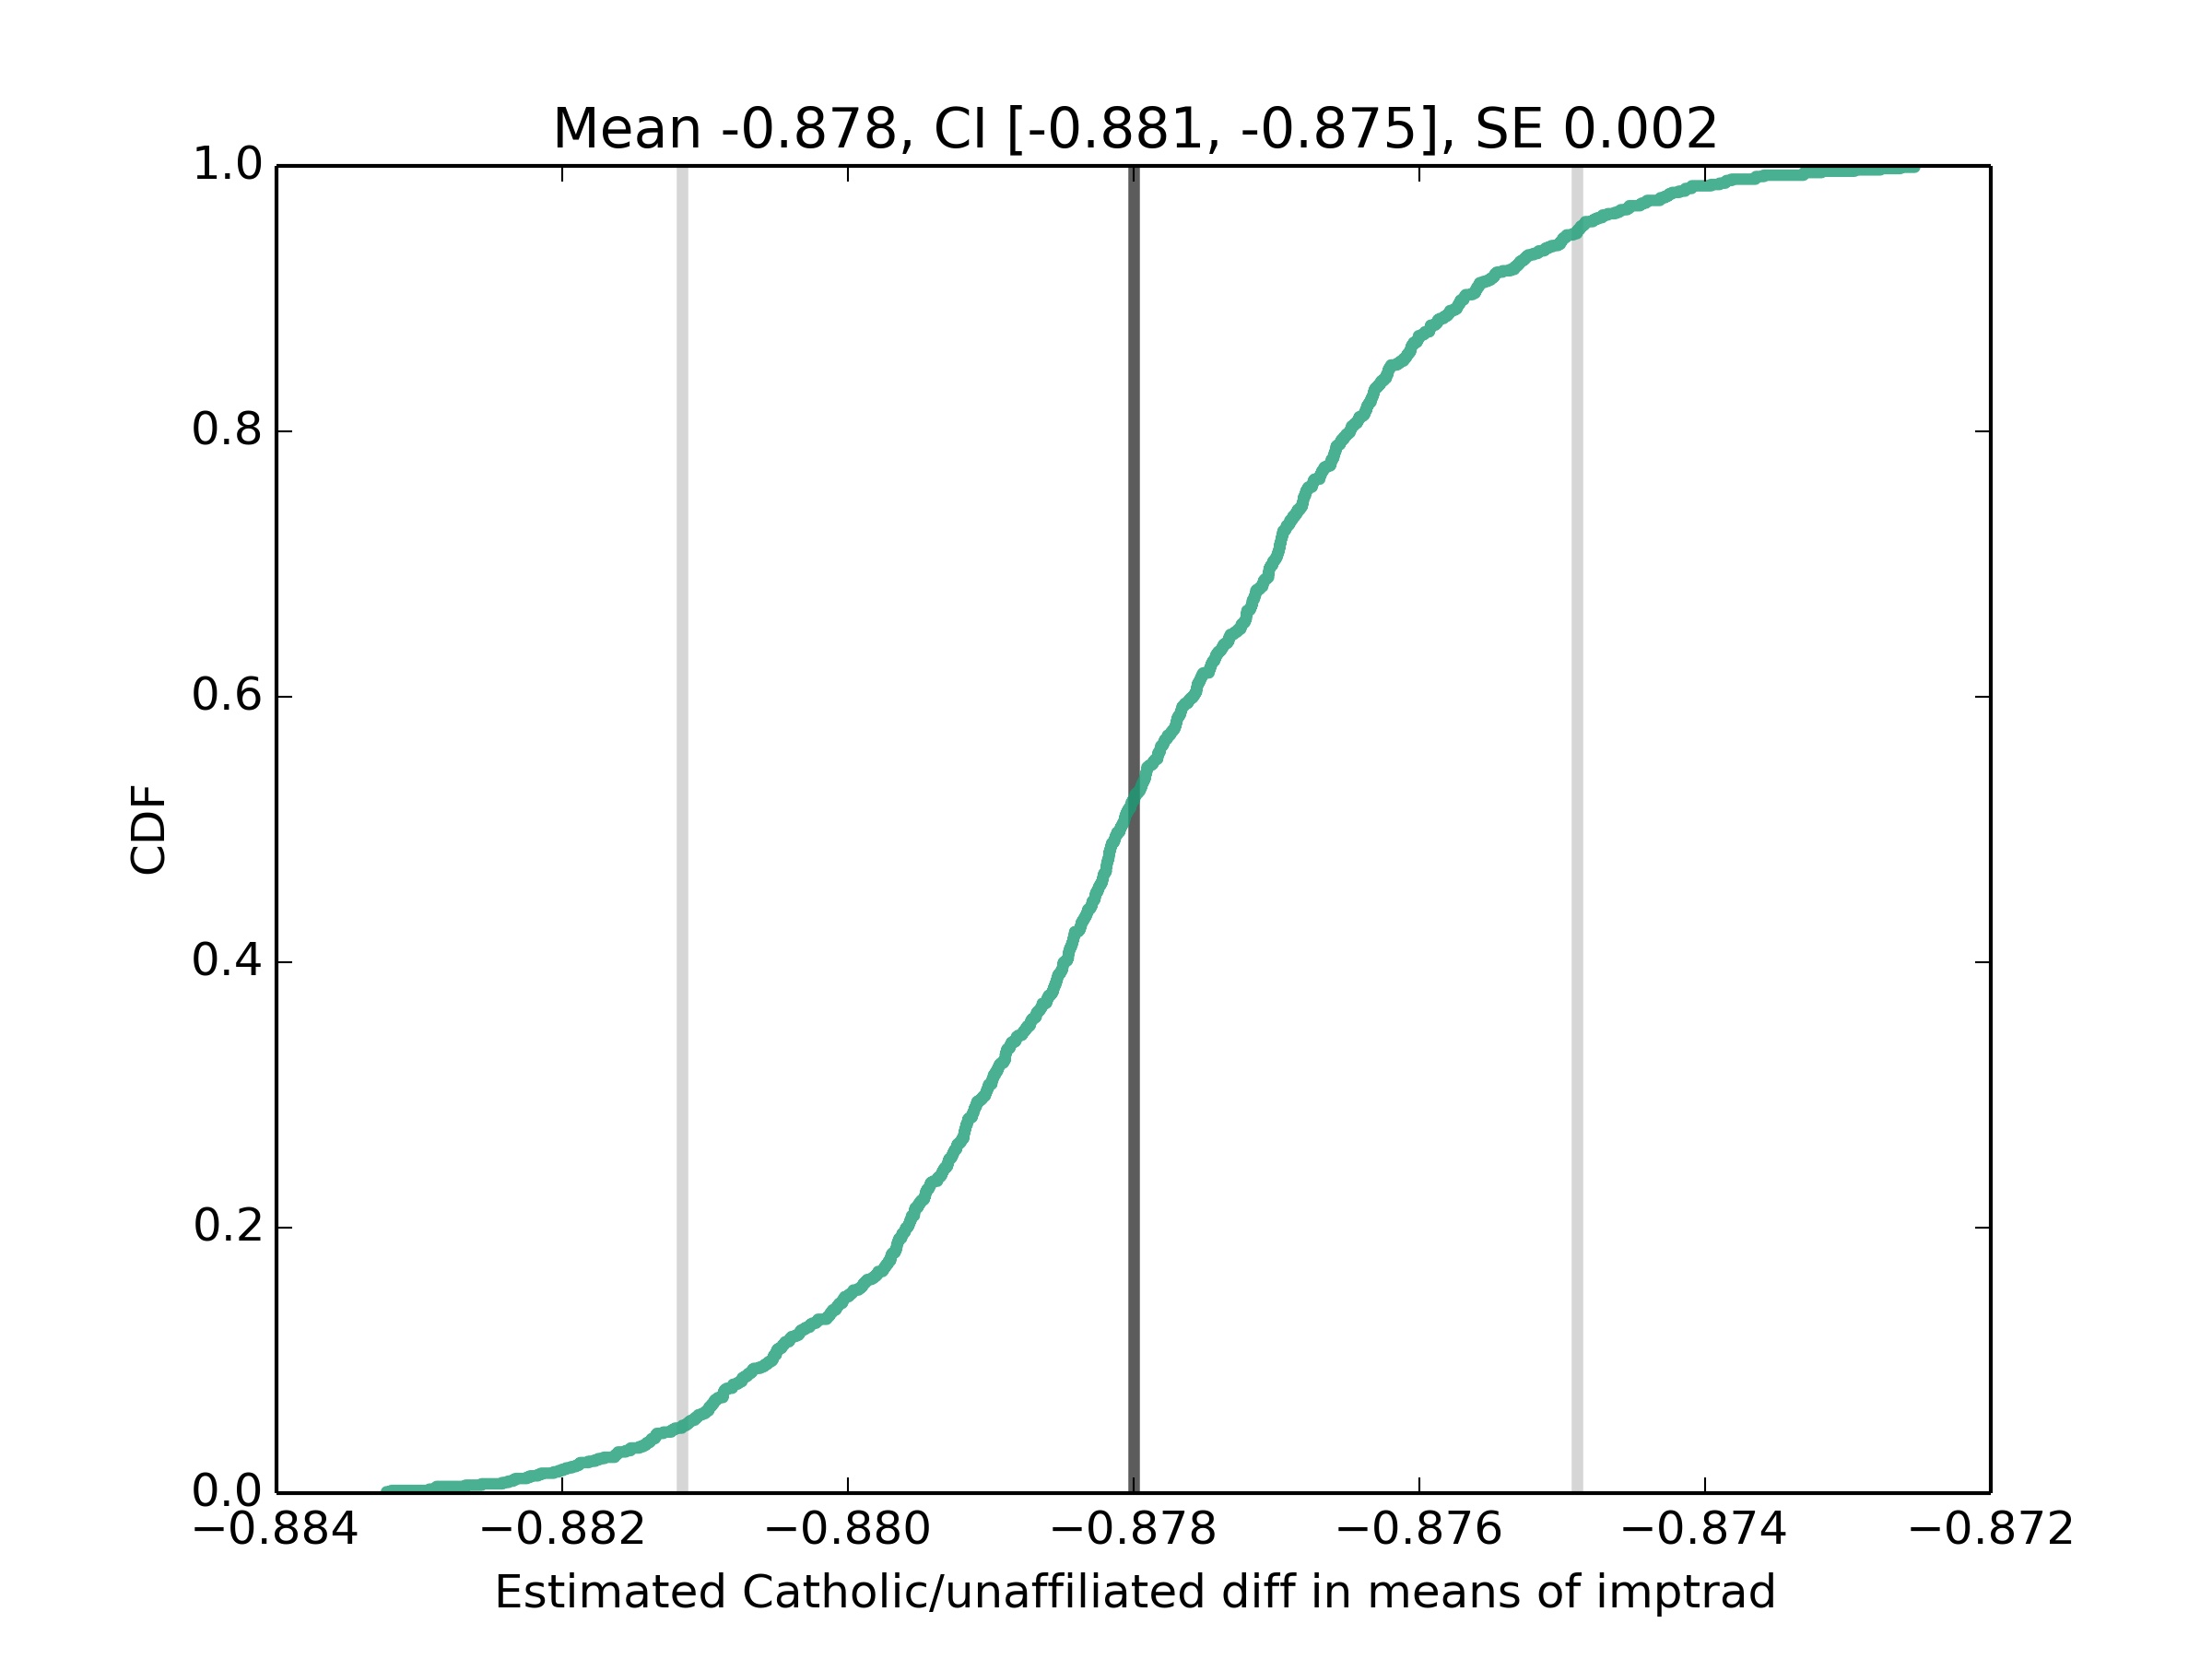 Mean -0.878, CI [-0.881, -0.875], SE 0.002
1.0
0.8
0.6
0.4
0.2
0.0
CDF
−0.884 −0.882 −0.880 −0.878 −0.876 −0.874 −0.872
Estimated Catholic/unaffiliated diff in means of imptrad